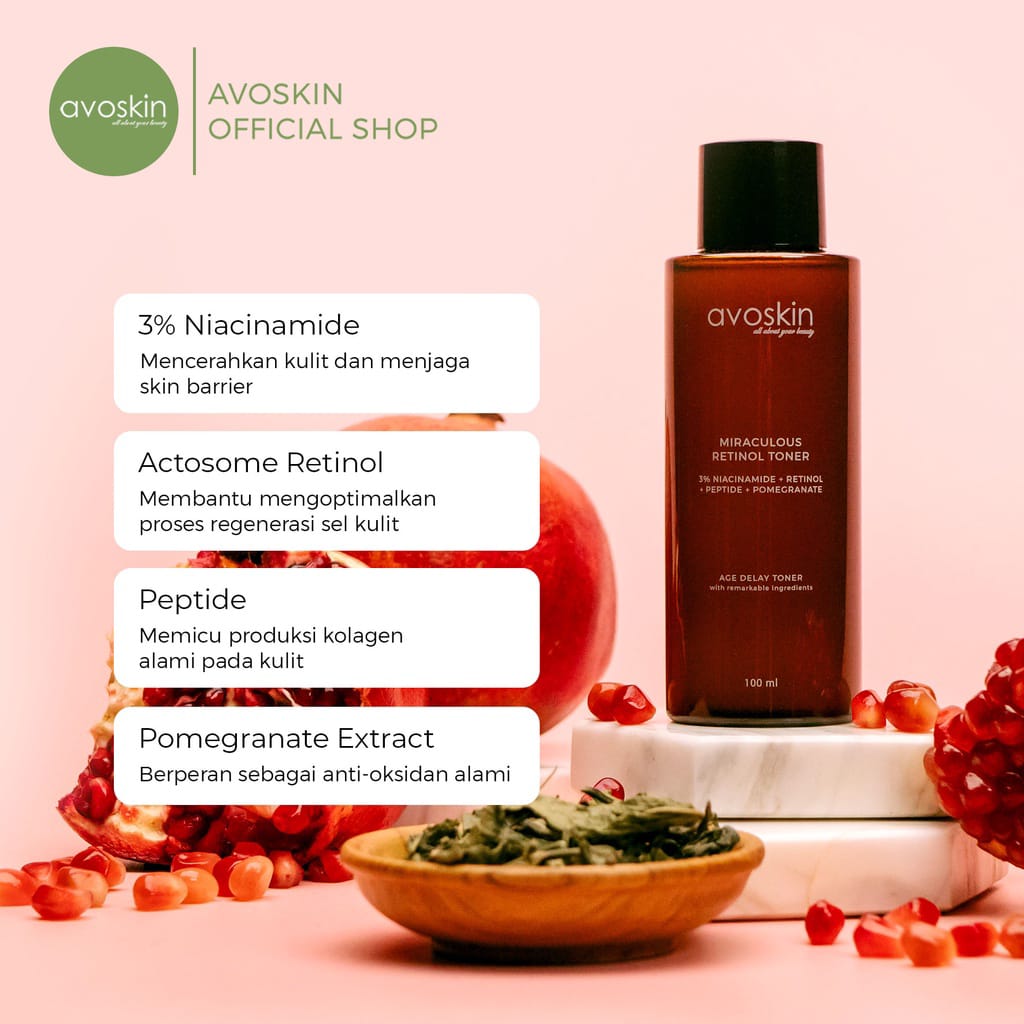 avoskin
all about your beauty
AVOSKIN
OFFICIAL SHOP
3% Niacinamide
Mencerahkan kulit dan menjaga
skin barrier
Actosome Retinol
Membantu mengoptimalkan
proses regenerasi sel kulit
Peptide
Memicu produksi kolagen
alami pada kulit
Pomegranate Extract
Berperan sebagai anti-oksidan alami
avoskin
all about your beauty
MIRACULOUS
RETINOL TONER
3% NIACINAMIDE + RETINOL
+ PEPTIDE + POMEGRANATE
AGE DELAY TONER
with remarkable ingredients
100 ml